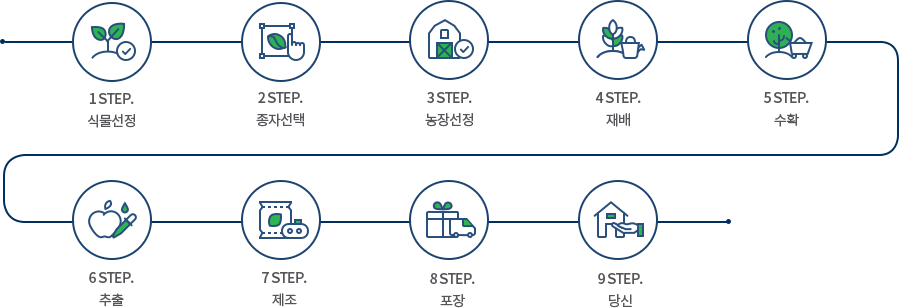 1 STEP.
식물선정
2 STEP.
종자선택
3 STEP.
농장선정
4 STEP.
재배
5 STEP.
수확
6 STEP.
추출
7 STEP.
제조
8 STEP.
포장
9 STEP.
당신